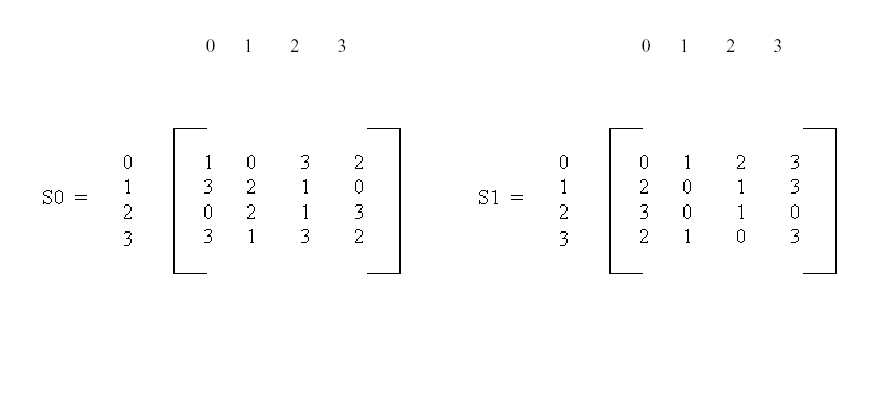 0 1 2 3 0 1 2 3
0 1 0 3 2 0 0 1 2 3
S0 = 1 3 2 1 0 S1 = 1 2 0 1 3
2 0 2 1 3 2 3 0 1 0
3 3 1 3 2 3 2 1 0 3